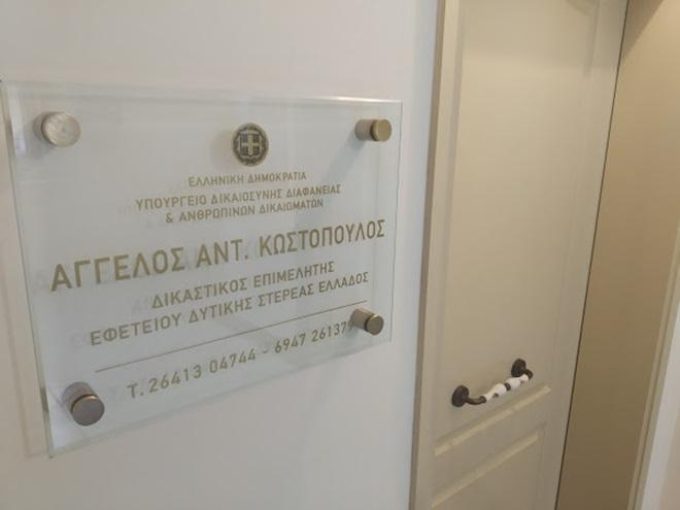 ΕΛΛΗΝΙΚΗ ΔΗΜΟΚΡΑΤΙΑ
ΥΠΟΥΡΓΕΙΟ ΔΙΚΑΙΟΣΥΝΗΣ ΔΙΑΦΑΝΕΙΑΣ
& ΑΝΘΡΩΠΙΝΩΝ ΔΙΚΑΙΩΜΑΤΩΝ
ΑΓΓΕΛΟΣ ΑΝΤ. ΚΩΣΤΟΠΟΥΛΟΣ
ΔΙΚΑΣΤΙΚΟΣ ΕΠΙΜΕΛΗΤΗΣ
ΕΦΕΤΕΙΟΥ ΔΥΤΙΚΗΣ ΣΤΕΡΕΑΣ ΕΛΛΑΔΟΣ
Τ. 26413 04744 - 6947